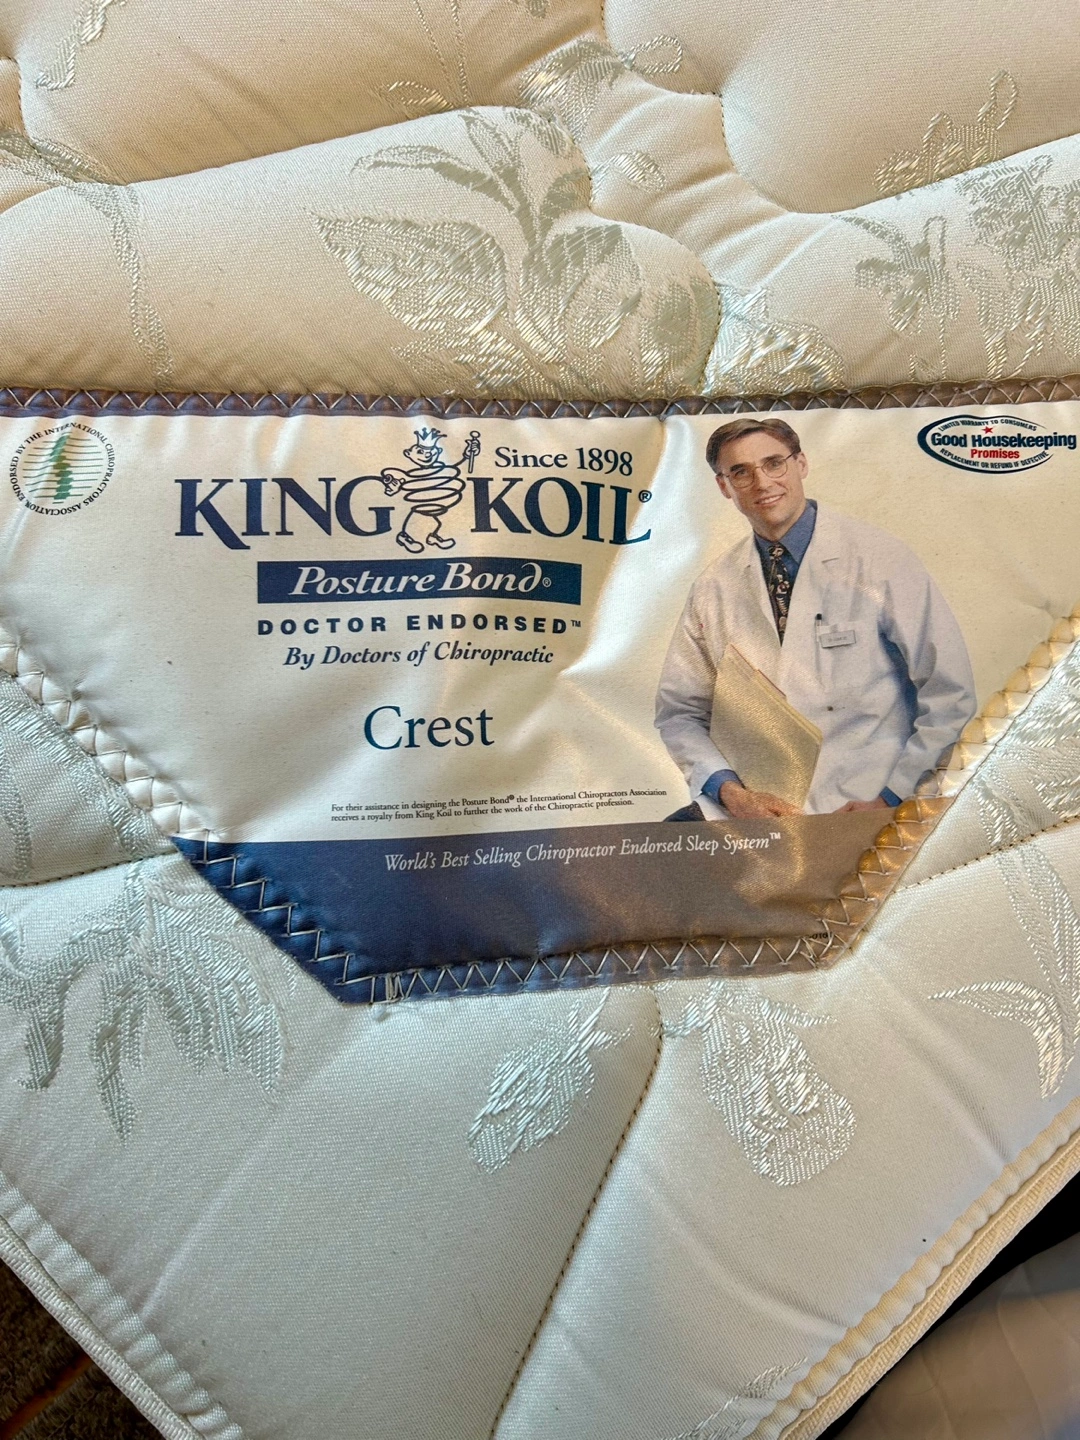 ENDORSED BY THE INTERNATIONAL CHIROPRACTORS ASSOCIATION
Since 1898
KING KOIL®
Posture Bond®
DOCTOR ENDORSED™
By Doctors of Chiropractic
Crest
LIMITED WARRANTY TO CONSUMERS
Good Housekeeping
Promises
REPLACEMENT OR REFUND IF DEFECTIVE
For their assistance in designing the Posture Bond® the International Chiropractors Association
receives a royalty from King Koil to further the work of the Chiropractic profession.
World's Best Selling Chiropractor Endorsed Sleep System™